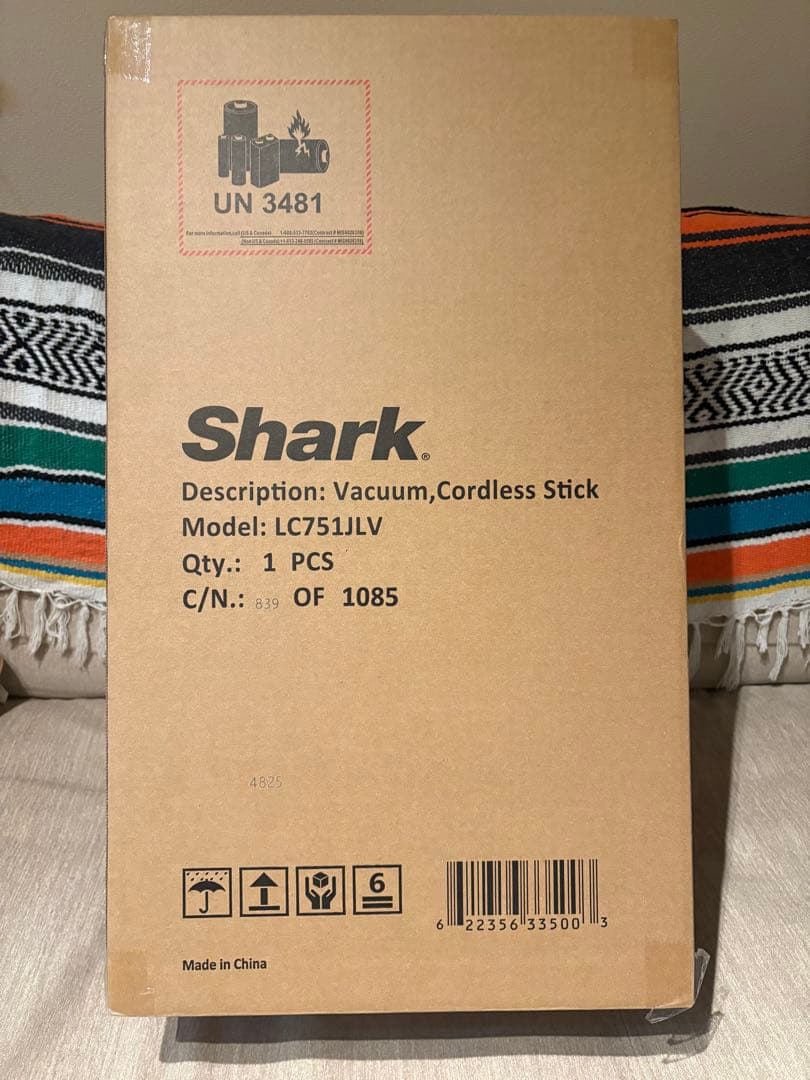 UN 3481
Shark®
Description: Vacuum,Cordless Stick
Model: LC751JLV
Qty.: 1 PCS
C/N.: 839 OF 1085
4825
6
6 22356 33500 3
Made in China